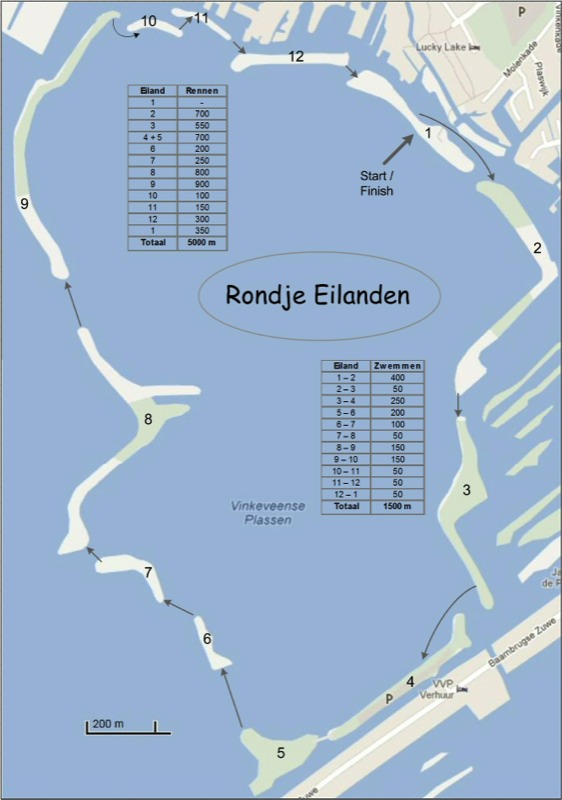 10
11
12
P
Lucky Lake
Molenkade
Plaswijk
Vinkenkade
1
Start /
Finish
Eiland Rennen
1 -
2 700
3 550
4 + 5 700
6 200
7 250
8 800
9 900
10 100
11 150
12 300
1 350
Totaal 5000 m
9
2
Rondje Eilanden
Eiland Zwemmen
1 – 2 400
2 – 3 50
3 – 4 250
5 – 6 200
6 – 7 100
7 – 8 50
8 – 9 150
9 – 10 150
10 – 11 50
11 – 12 50
12 – 1 50
Totaal 1500 m
8
3
Vinkeveense
Plassen
7
Ja
de P
6
Baambrugse Zuwe
4
VVP
Verhuur
P
200 m
5
Zuwe